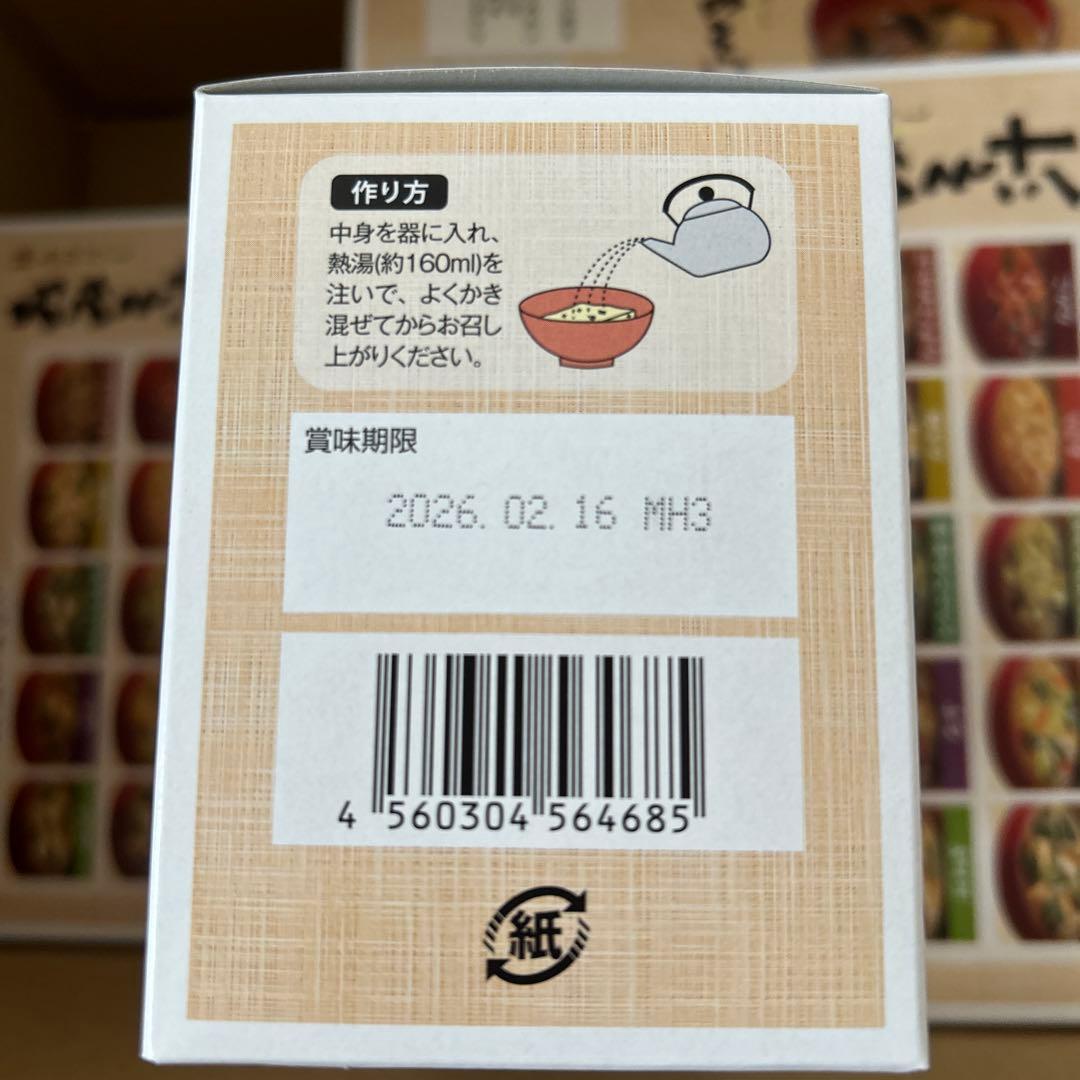 作り方
中身を器に入れ、
熱湯(約160ml)を
注いで、よくかき
混ぜてからお召し
上がりください。
賞味期限
2026. 02. 16 MH3
4 560304 564685
紙